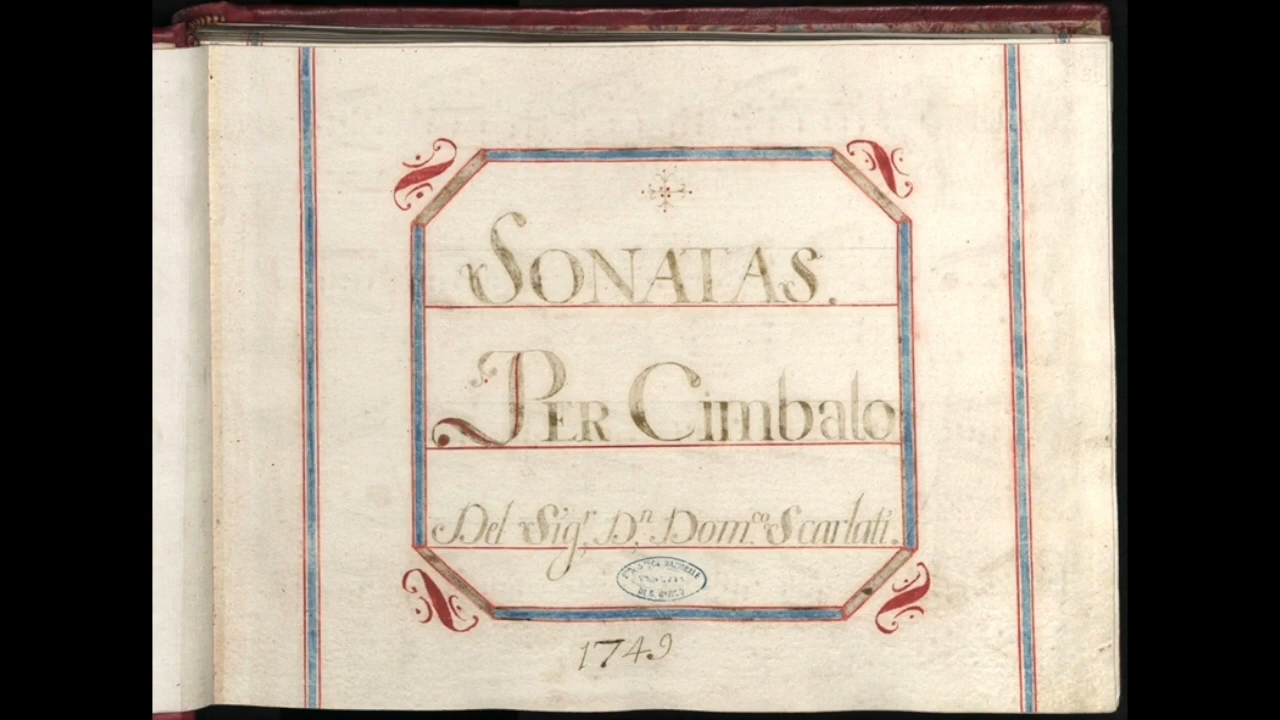 SONATAS.
PER Cimbalo
Del Sigr, Dn, Domco. Scarlati.
1749